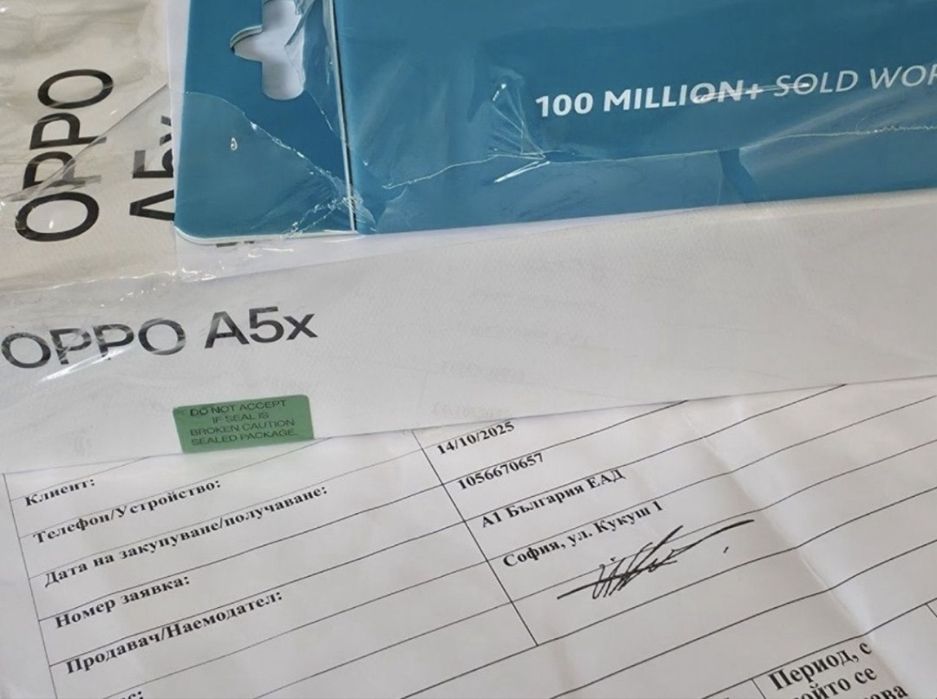 OPPO
100 MILLION+ SOLD
OPPO A5x
DO NOT ACCEPT
IF SEAL IS
BROKEN CAUTION
SEALED PACKAGE
Клиент:
Телефон/Устройство:
Дата на закупуване/получаване:
14/10/2025
Номер заявка:
1056670657
Продавач/Наемодател:
А1 България ЕАД
София, ул. Кукуш 1
Период, с